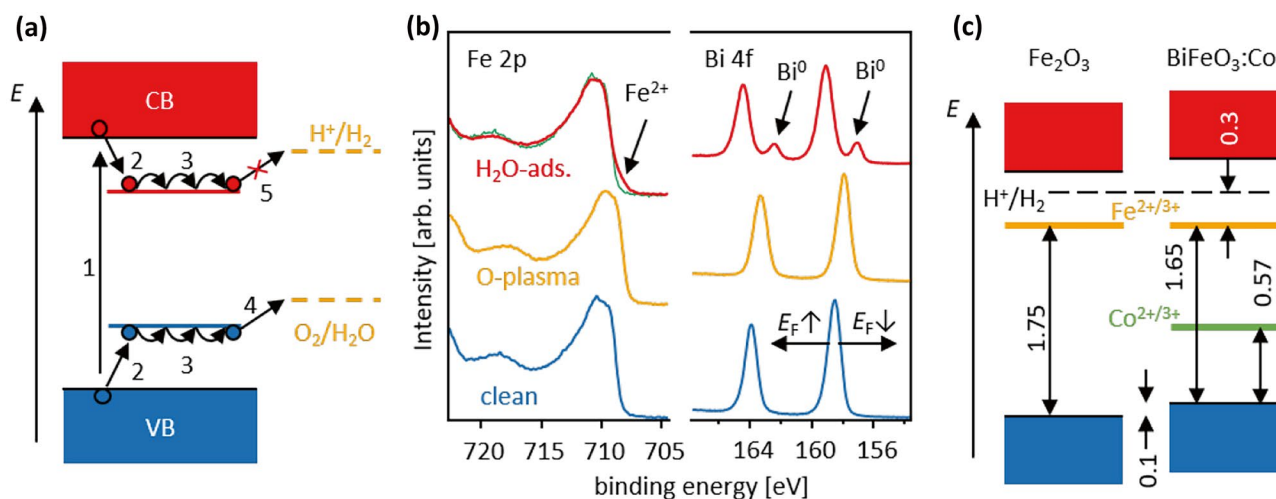 (a)
E
CB
H⁺/H₂
2
3
5
1
4
O₂/H₂O
2
3
VB
(b)
Intensity [arb. units]
Fe 2p
Bi 4f
Bi⁰
Bi⁰
Fe²⁺
H₂O-ads.
O-plasma
E_F↑
E_F↓
clean
720
715
710
705
164
160
156
binding energy [eV]
(c)
Fe₂O₃
BiFeO₃:Co
E
0.3
H⁺/H₂
Fe²⁺/³⁺
1.65
0.57
1.75
Co²⁺/³⁺
0.1